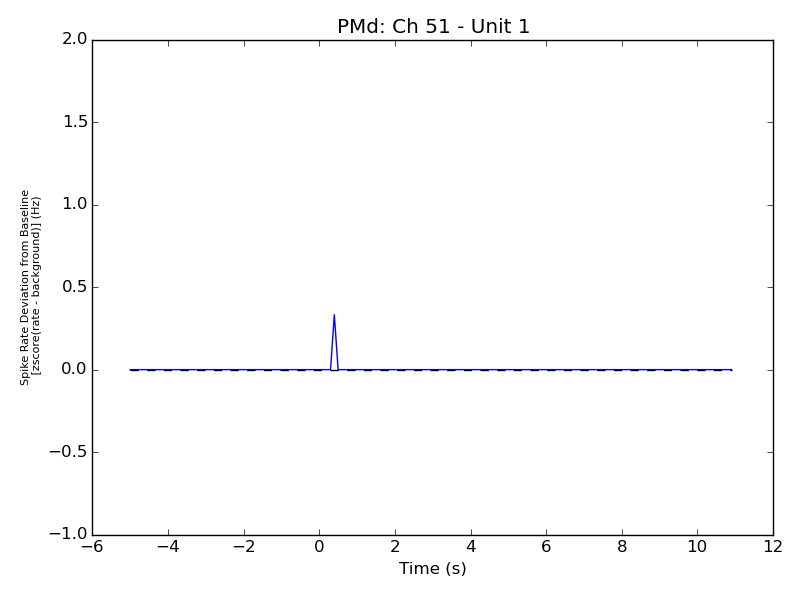 PMd: Ch 51 - Unit 1
2.0
1.5
1.0
0.5
0.0
−0.5
−1.0
Spike Rate Deviation from Baseline
[zscore(rate - background)] (Hz)
−6 −4 −2 0 2 4 6 8 10 12
Time (s)